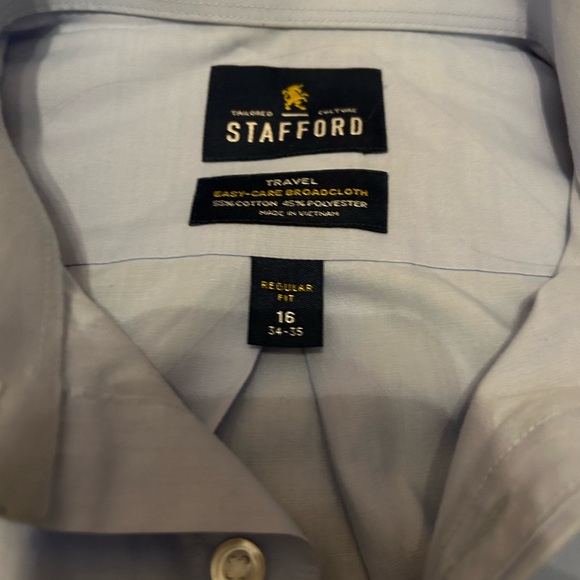 TAILORED CULTURE
STAFFORD
TRAVEL
EASY-CARE BROADCLOTH
55% COTTON 45% POLYESTER
MADE IN VIETNAM
REGULAR
FIT
16
34-35